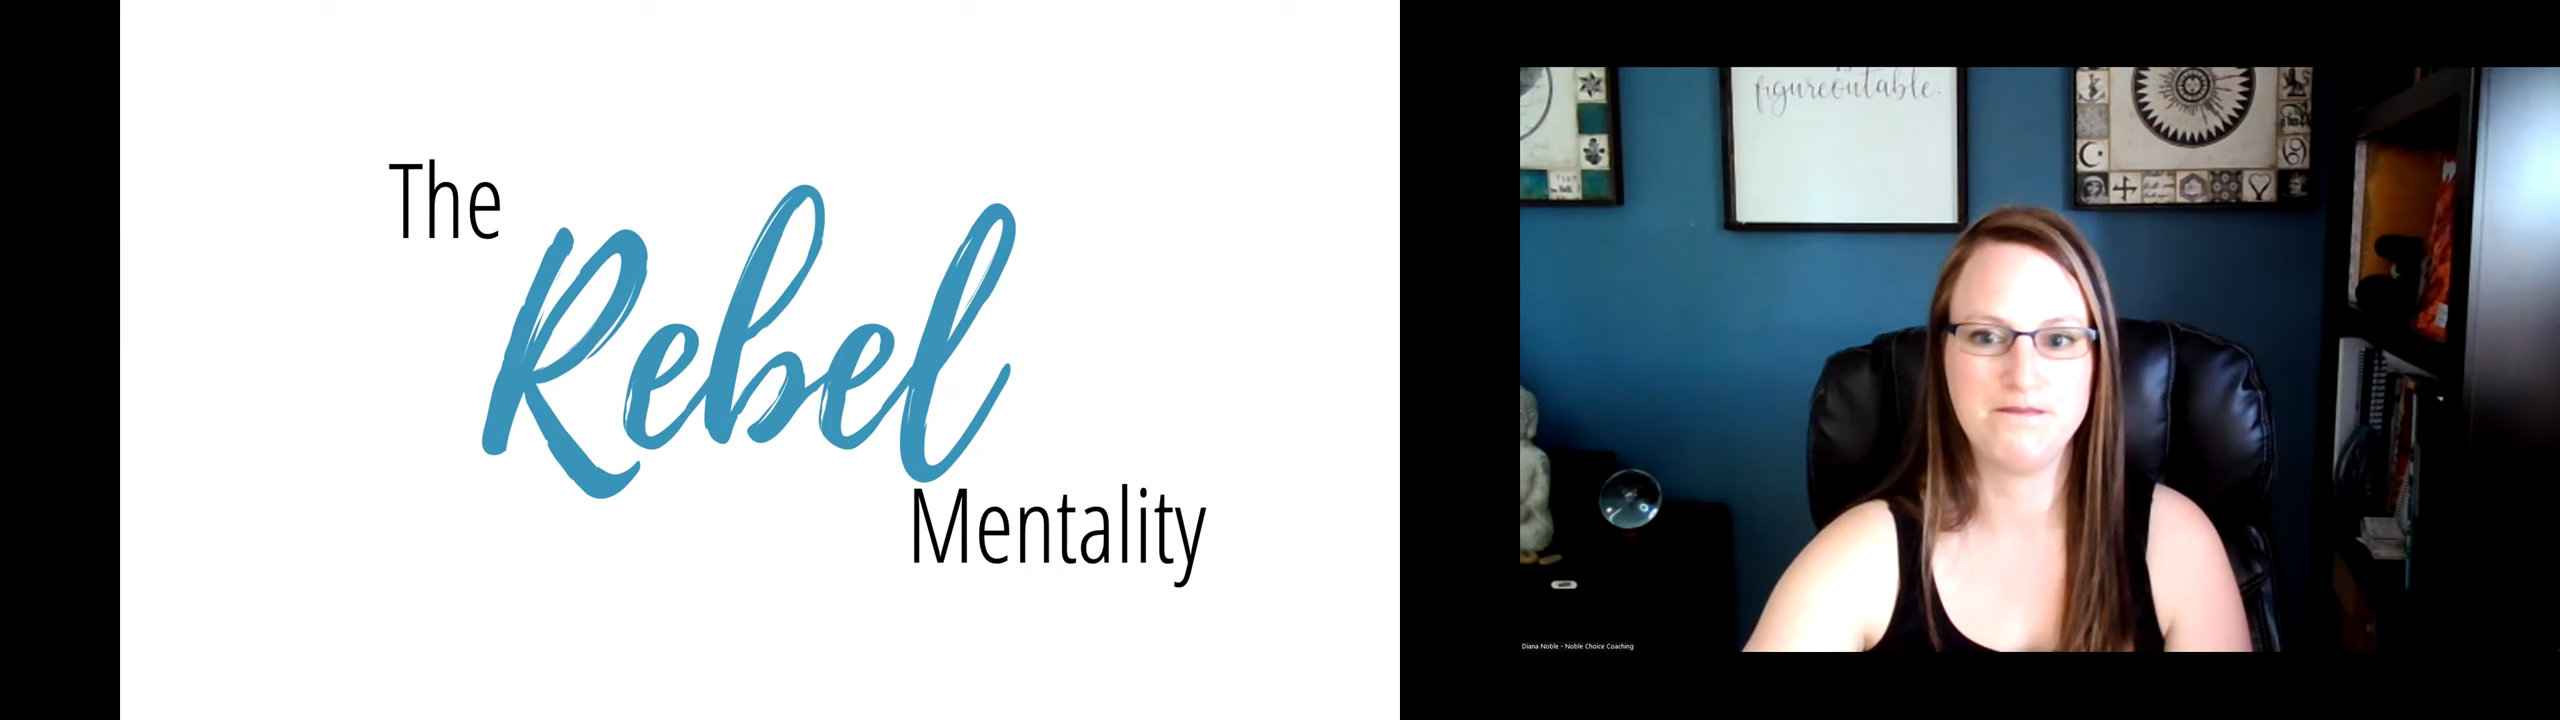 The
Rebel
Mentality
figureoutable.
Diana Noble - Noble Choice Coaching